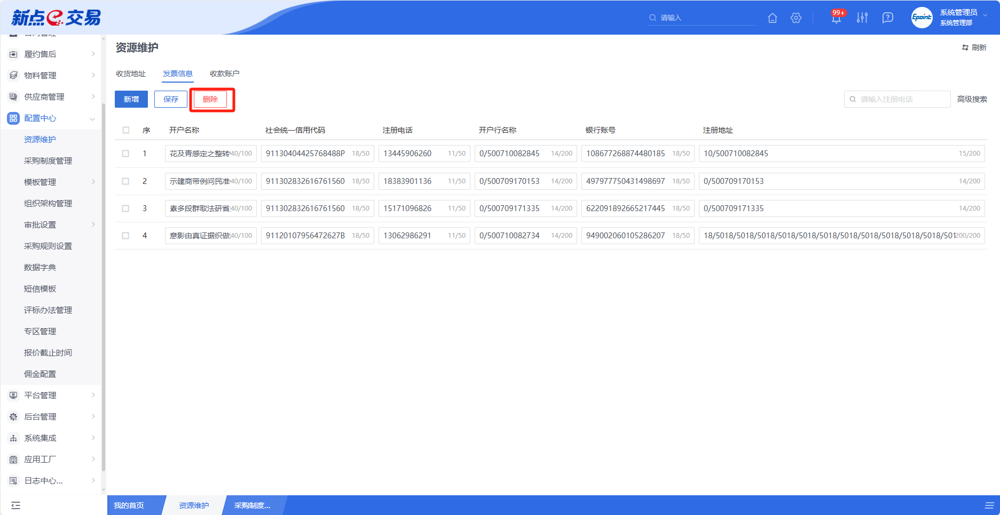 新点e交易
请输入
99+
Epoint
系统管理员
系统管理部
履约售后
物料管理
供应商管理
配置中心
资源维护
采购制度管理
模板管理
组织架构管理
审批设置
采购规则设置
数据字典
短信模板
评标办法管理
专区管理
报价截止时间
佣金配置
平台管理
后台管理
系统集成
应用工厂
日志中心...
资源维护
刷新
收货地址 发票信息 收款账户
新增 保存 删除
请输入注册电话 高级搜索
序 开户名称 社会统一信用代码 注册电话 开户行名称 银行账号 注册地址
1 花及青感定之整转 40/100 91130404425768488P 18/50 13445906260 11/50 0/500710082845 14/200 108677268874480185 18/50 10/500710082845 15/200
2 示建商带例问民准 40/100 911302832616761560 18/50 18383901136 11/50 0/500709170153 14/200 497977750431498697 18/50 0/500709170153 14/200
3 素多段群取法研省 40/100 911302832616761560 18/50 15171096826 11/50 0/500709171335 14/200 622091892665217445 18/50 0/500709171335 14/200
4 意影由真证据织做 40/100 91120107956472627B 18/50 13062986291 11/50 0/500710082734 14/200 949002060105286207 18/50 18/5018/5018/5018/5018/5018/5018/5018/5018/5018/5018/5018/501 200/200
我的首页 资源维护 采购制度...